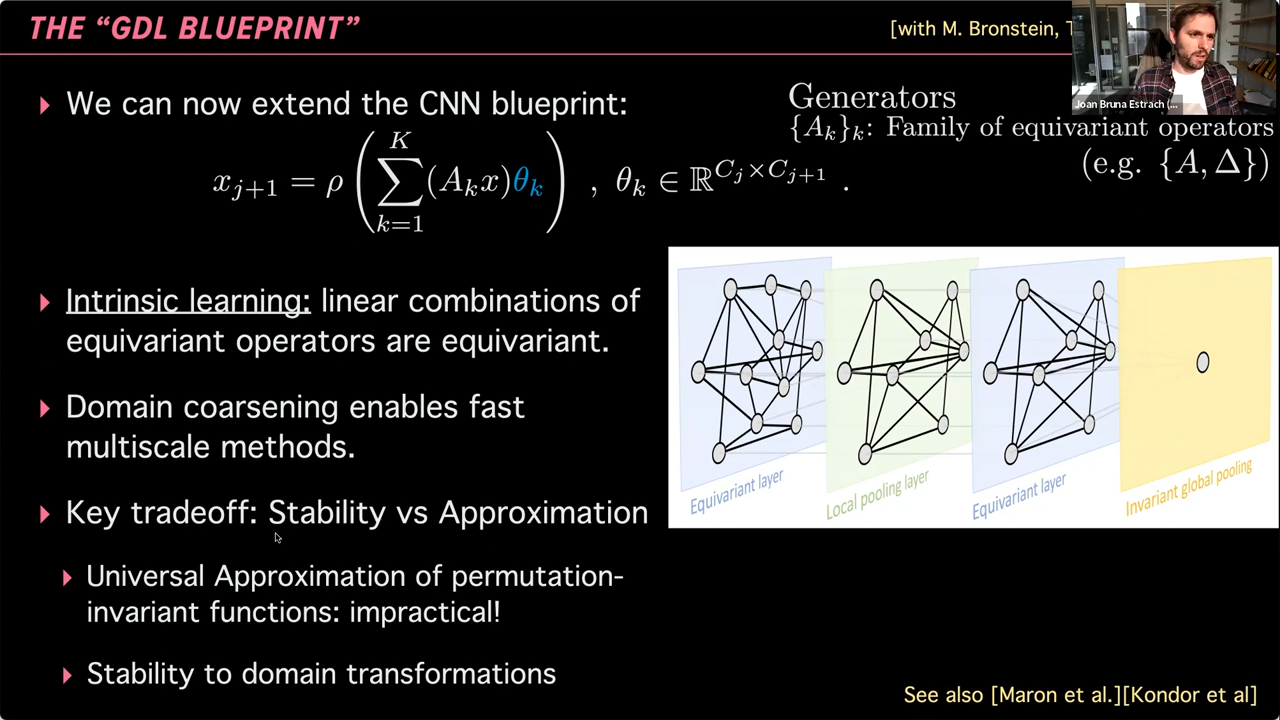 THE “GDL BLUEPRINT”
[with M. Bronstein, T
Joan Bruna Estrach (...
We can now extend the CNN blueprint:
Generators
{A_k}_k: Family of equivariant operators
(e.g. {A, Δ})
x_{j+1} = ρ ( \sum_{k=1}^{K} (A_k x)θ_k ) , θ_k ∈ ℝ^{C_j × C_{j+1}} .
Intrinsic learning: linear combinations of
equivariant operators are equivariant.
Domain coarsening enables fast
multiscale methods.
Key tradeoff: Stability vs Approximation
Universal Approximation of permutation-
invariant functions: impractical!
Stability to domain transformations
Equivariant layer
Local pooling layer
Equivariant layer
Invariant global pooling
See also [Maron et al.][Kondor et al]